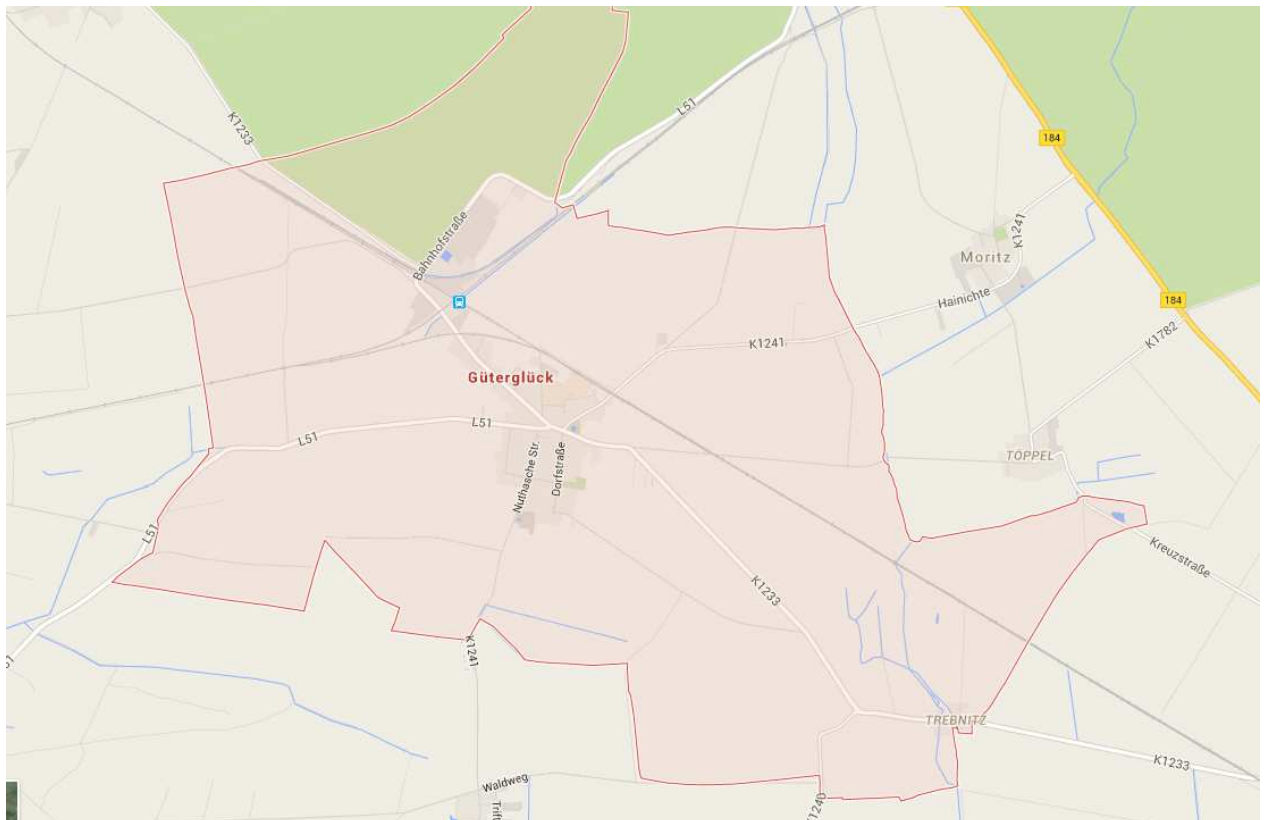 K1233
L51
184
Bahnhofstraße
K1241
Moritz
Hainichte
184
K1782
K1241
Güterglück
L51
L51
Nuthasche Str.
Dorfstraße
TÖPPEL
L51
Kreuzstraße
K1233
K1241
TREBNITZ
K1233
Waldweg
Trift
K1240